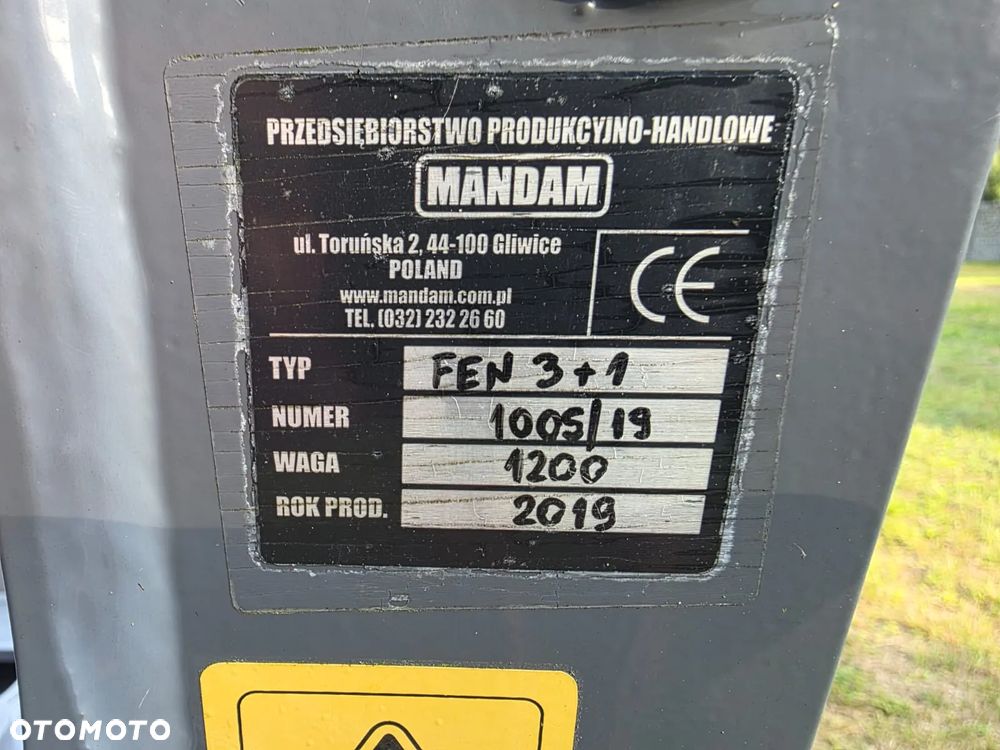 PRZEDSIĘBIORSTWO PRODUKCYJNO-HANDLOWE
MANDAM
ul. Toruńska 2, 44-100 Gliwice
POLAND
www.mandam.com.pl
TEL. (032) 232 26 60
CE
TYP FEN 3+1
NUMER 1005/19
WAGA 1200
ROK PROD. 2019
OTOMOTO